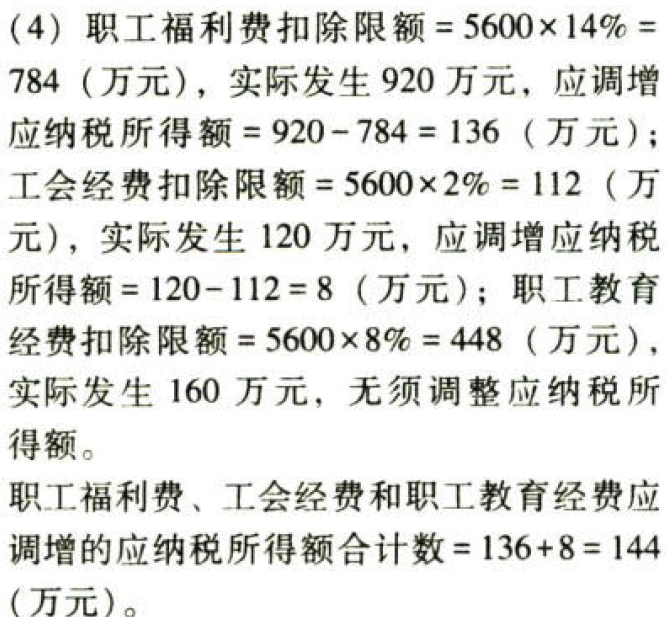 (4) 职工福利费扣除限额=5600×14%=
784 (万元), 实际发生 920 万元, 应调增
应纳税所得额=920-784=136 (万元);
工会经费扣除限额=5600×2%=112 (万
元), 实际发生 120 万元, 应调增应纳税
所得额=120-112=8 (万元); 职工教育
经费扣除限额=5600×8%=448 (万元),
实际发生 160 万元, 无须调整应纳税所
得额。
职工福利费、工会经费和职工教育经费应
调增的应纳税所得额合计数=136+8=144
(万元)。